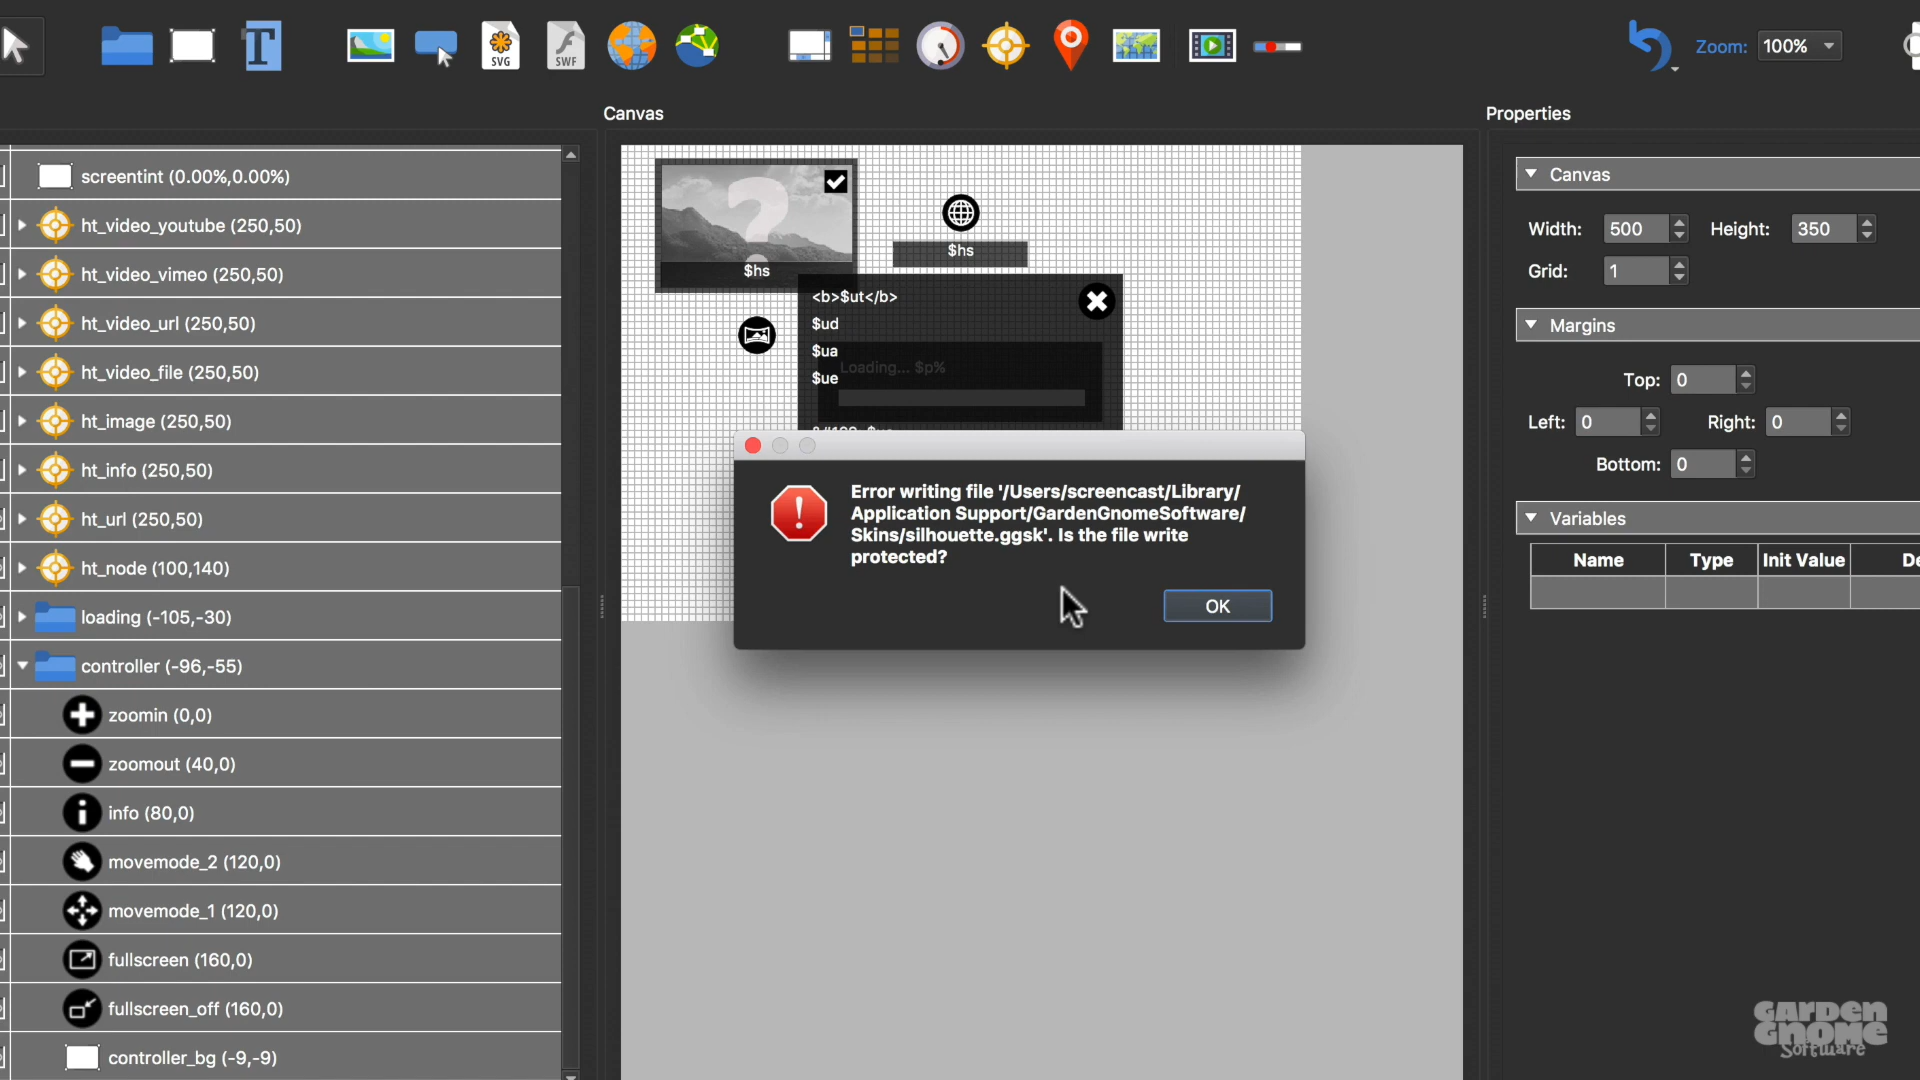 T
SVG
SWF
Zoom: 100%
Canvas
Properties
screentint (0.00%,0.00%)
ht_video_youtube (250,50)
ht_video_vimeo (250,50)
ht_video_url (250,50)
ht_video_file (250,50)
ht_image (250,50)
ht_info (250,50)
ht_url (250,50)
ht_node (100,140)
loading (-105,-30)
controller (-96,-55)
zoomin (0,0)
zoomout (40,0)
info (80,0)
movemode_2 (120,0)
movemode_1 (120,0)
fullscreen (160,0)
fullscreen_off (160,0)
controller_bg (-9,-9)
?
$hs
$hs
<b>$ut</b>
$ud
$ua
Loading... $p%
$ue
Error writing file '/Users/screencast/Library/
Application Support/GardenGnomeSoftware/
Skins/silhouette.ggsk'. Is the file write
protected?
OK
Canvas
Width: 500 Height: 350
Grid: 1
Margins
Top: 0
Left: 0 Right: 0
Bottom: 0
Variables
Name Type Init Value
GARDEN
GNOME
Software